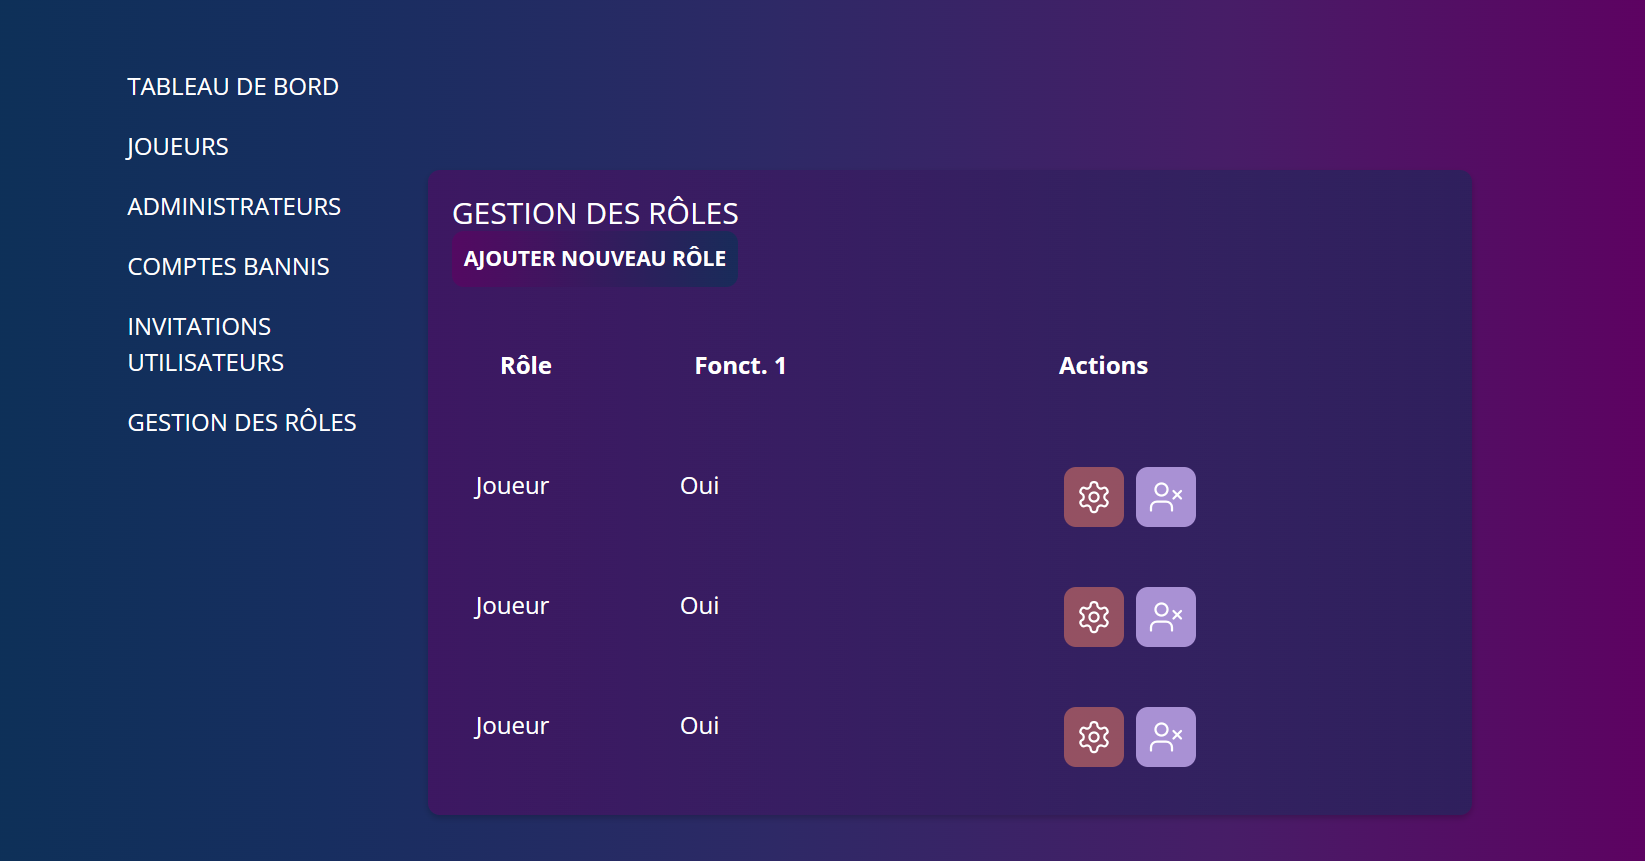 TABLEAU DE BORD
JOUEURS
ADMINISTRATEURS
COMPTES BANNIS
INVITATIONS
UTILISATEURS
GESTION DES RÔLES
GESTION DES RÔLES
AJOUTER NOUVEAU RÔLE
Rôle Fonct. 1 Actions
Joueur Oui
Joueur Oui
Joueur Oui